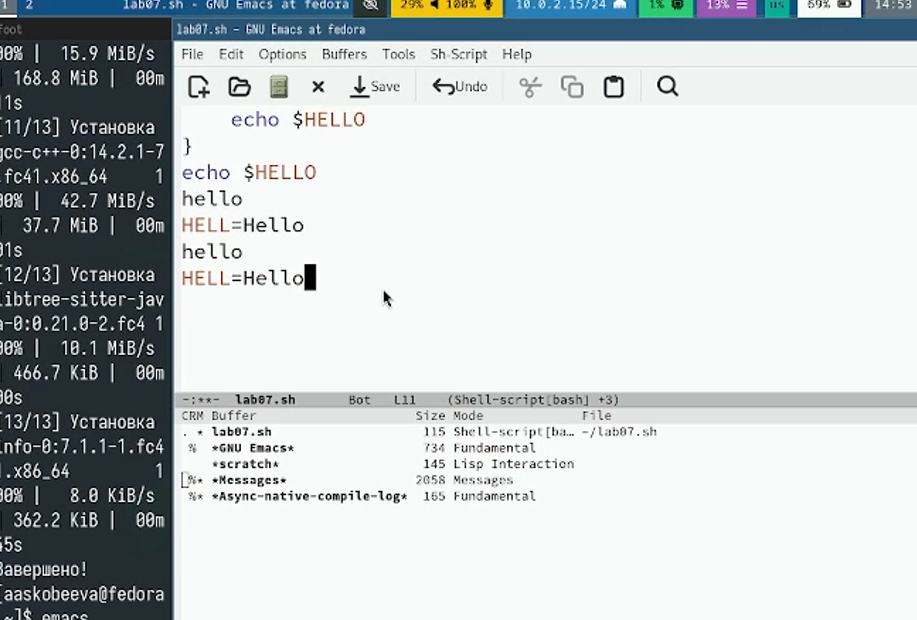 1 2 lab07.sh - GNU Emacs at fedora 29% 100% 10.0.2.15/24 1% 13% us 69% 14:53
foot
00% | 15.9 MiB/s
| 168.8 MiB | 00m
11s
[11/13] Установка
gcc-c++-0:14.2.1-7
.fc41.x86_64 1
00% | 42.7 MiB/s
| 37.7 MiB | 00m
01s
[12/13] Установка
libtree-sitter-jav
a-0:0.21.0-2.fc4 1
00% | 10.1 MiB/s
| 466.7 KiB | 00m
00s
[13/13] Установка
info-0:7.1.1-1.fc4
1.x86_64 1
00% | 8.0 KiB/s
| 362.2 KiB | 00m
45s
Завершено!
[aaskobeeva@fedora
~]$ emacs
lab07.sh - GNU Emacs at fedora
File Edit Options Buffers Tools Sh-Script Help
Save Undo
echo $HELLO
}
echo $HELLO
hello
HELL=Hello
hello
HELL=Hello
-:**- lab07.sh Bot L11 (Shell-script[bash] +3)
CRM Buffer Size Mode File
. * lab07.sh 115 Shell-script[ba… ~/lab07.sh
% *GNU Emacs* 734 Fundamental
*scratch* 145 Lisp Interaction
%* *Messages* 2058 Messages
%* *Async-native-compile-log* 165 Fundamental